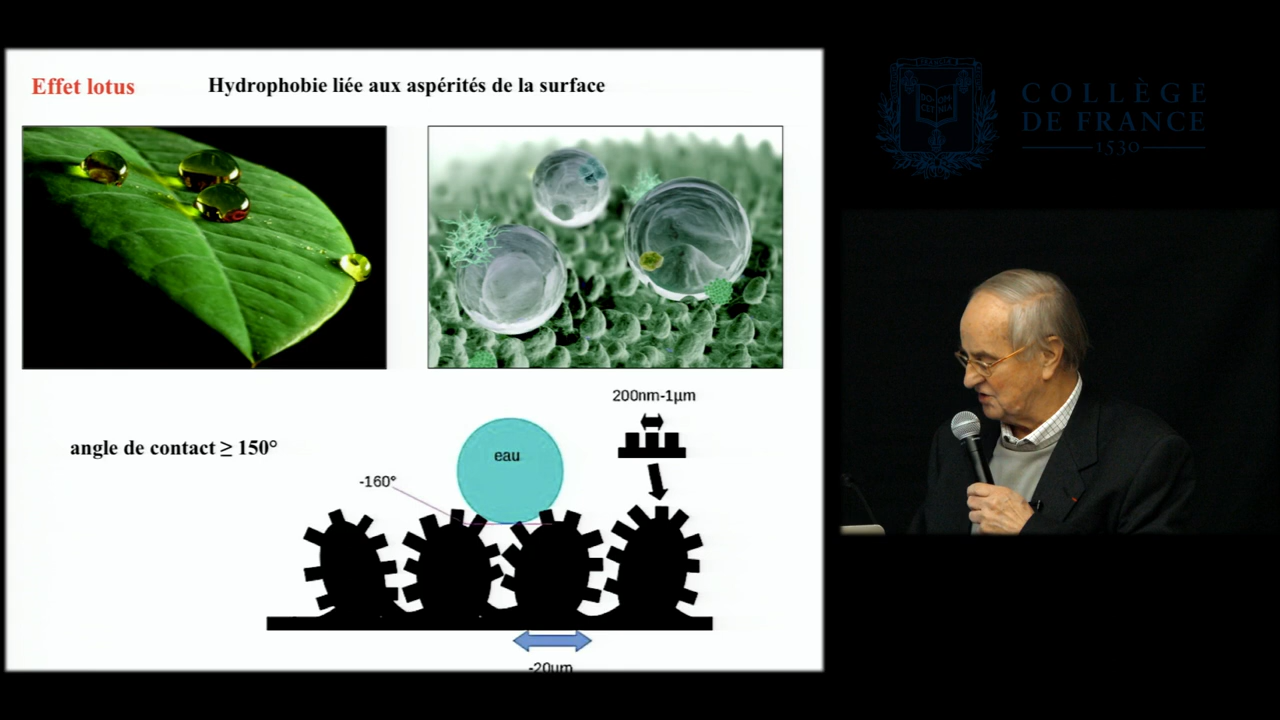 Effet lotus
Hydrophobie liée aux aspérités de la surface
COLLÈGE
DE FRANCE
1530
200nm-1µm
angle de contact ≥ 150°
eau
-160°
-20µm